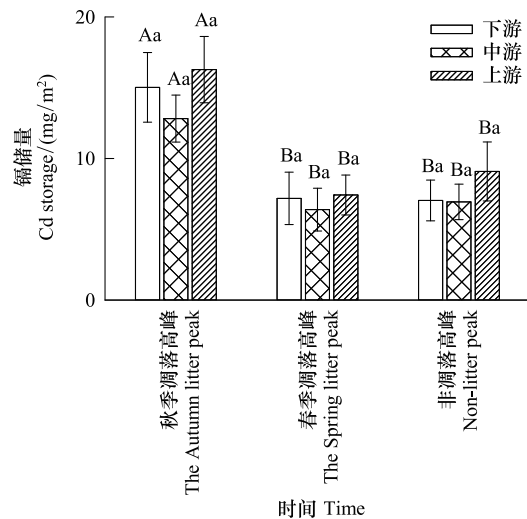 20
10
0
镉储量
Cd storage/(mg/m²)
下游
中游
上游
Aa
Aa
Aa
Ba
Ba
Ba
Ba
Ba
Ba
秋季凋落高峰
The Autumn litter peak
春季凋落高峰
The Spring litter peak
非凋落高峰
Non-litter peak
时间 Time